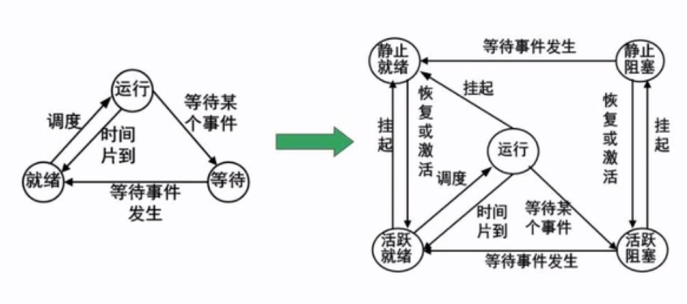 运行
等待某
个事件
调度
时间
片到
就绪
等待
等待事件
发生
静止
就绪
等待事件发生
静止
阻塞
挂起
恢复或激活
挂起
运行
恢复或激活
挂起
调度
时间
片到
等待某
个事件
活跃
就绪
等待事件发生
活跃
阻塞